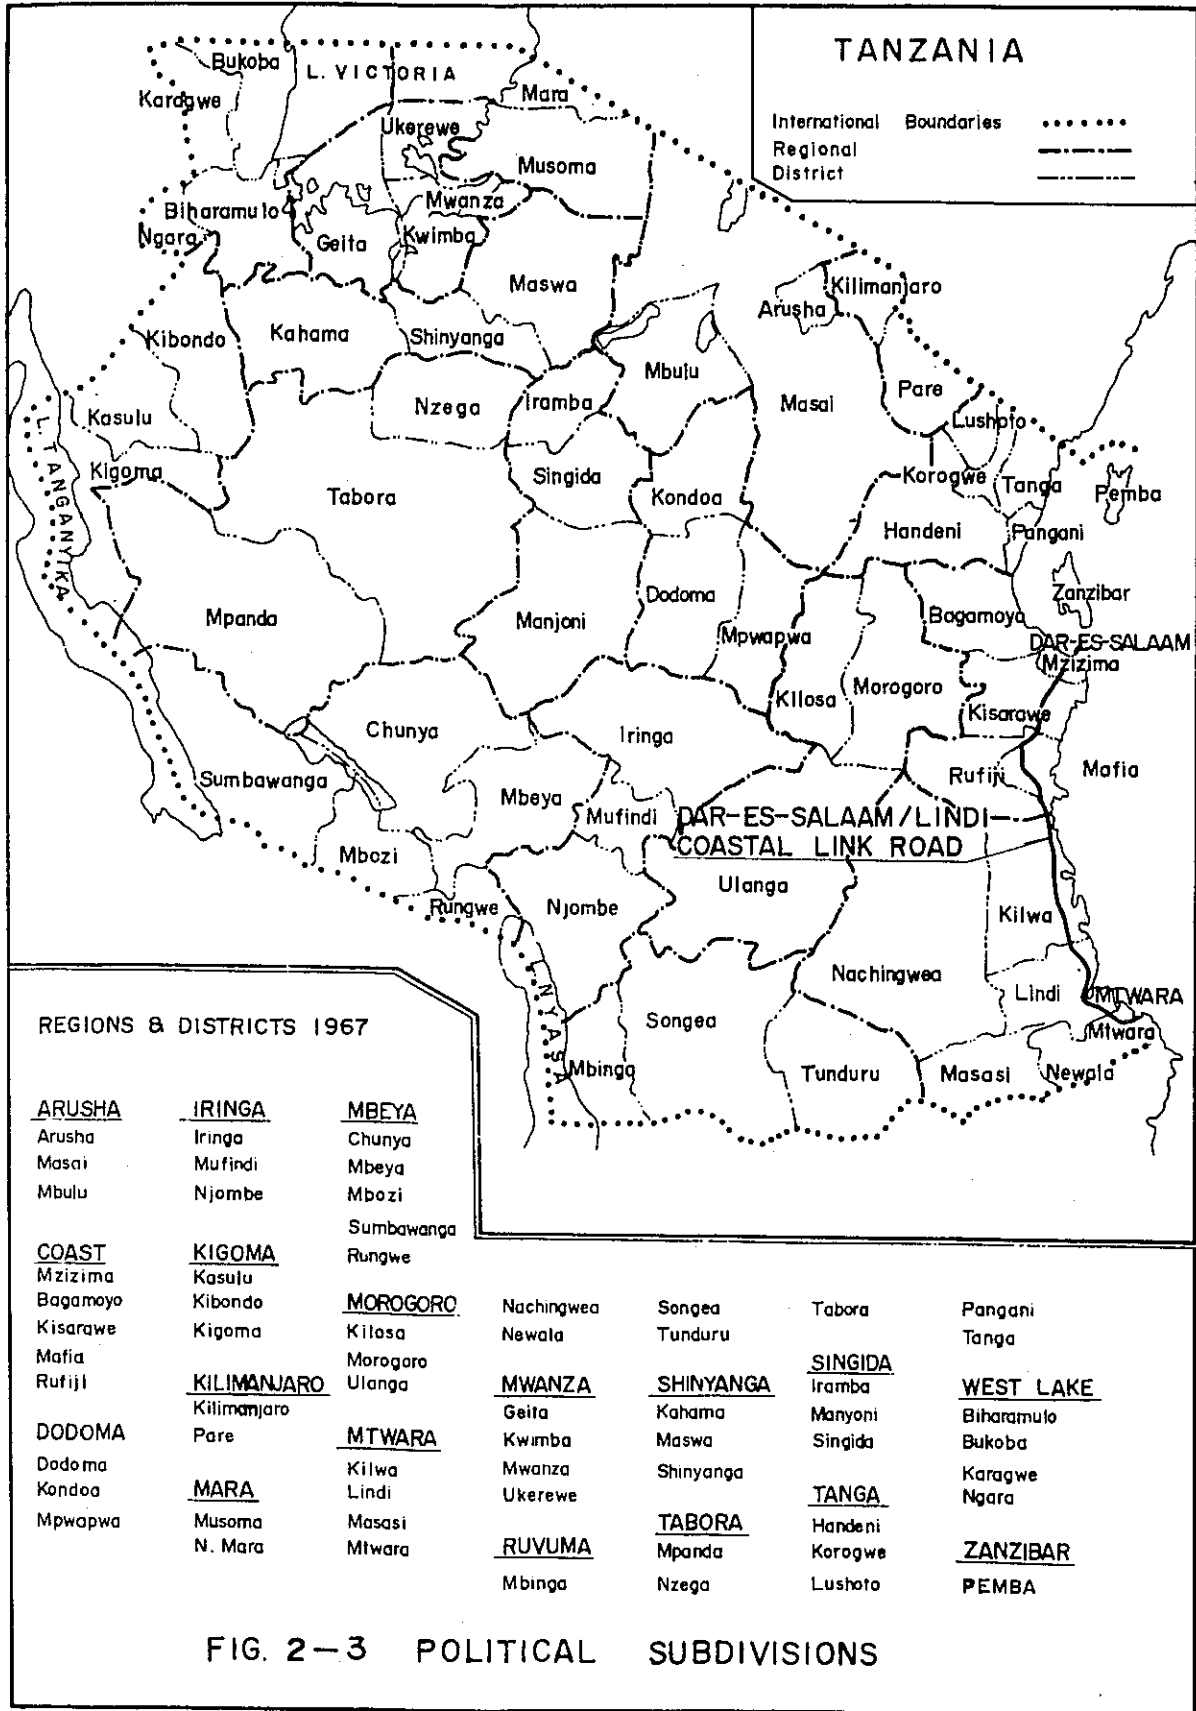 TANZANIA
International Boundaries
Regional
District
Bukoba
L. VICTORIA
Karagwe
Mara
Ukerewe
Musoma
Mwanza
Biharamulo
Ngara
Geita
Kwimba
Maswa
Kilimanjaro
Arusha
Kibondo
Kahama
Shinyanga
Mbulu
Pare
Masai
Nzega
Iramba
Kasulu
Lushoto
L. TANGANYIKA
Kigoma
Singida
Korogwe
Tanga
Pemba
Tabora
Kondoa
Handeni
Pangani
Dodoma
Zanzibar
Mpanda
Manjoni
Bogamoyo
Mpwapwa
DAR-ES-SALAAM
Mzizima
Kilosa
Morogoro
Kisarawe
Chunya
Iringa
Sumbawanga
Rufiji
Mafia
Mbeya
Mufindi
DAR-ES-SALAAM/LINDI
COASTAL LINK ROAD
Mbozi
Ulanga
Rungwe
Njombe
Kilwa
L. NYASA
Nachingwea
Lindi
MTWARA
Songea
Mtwara
Mbinga
Tunduru
Masasi
Newala
REGIONS & DISTRICTS 1967
ARUSHA
Arusha
Masai
Mbulu
COAST
Mzizima
Bagamoyo
Kisarawe
Mafia
Rufiji
DODOMA
Dodoma
Kondoa
Mpwapwa
IRINGA
Iringa
Mufindi
Njombe
KIGOMA
Kasulu
Kibondo
Kigoma
KILIMANJARO
Kilimanjaro
Pare
MARA
Musoma
N. Mara
MBEYA
Chunya
Mbeya
Mbozi
Sumbawanga
Rungwe
MOROGORO
Kilosa
Morogoro
Ulanga
MTWARA
Kilwa
Lindi
Masasi
Mtwara
Nachingwea
Newala
MWANZA
Geita
Kwimba
Mwanza
Ukerewe
RUVUMA
Mbinga
Songea
Tunduru
SHINYANGA
Kahama
Maswa
Shinyanga
TABORA
Mpanda
Nzega
Tabora
SINGIDA
Iramba
Manyoni
Singida
TANGA
Handeni
Korogwe
Lushoto
Pangani
Tanga
WEST LAKE
Biharamulo
Bukoba
Karagwe
Ngara
ZANZIBAR
PEMBA
FIG. 2-3 POLITICAL SUBDIVISIONS